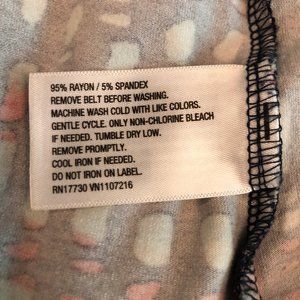 95% RAYON / 5% SPANDEX
REMOVE BELT BEFORE WASHING.
MACHINE WASH COLD WITH LIKE COLORS.
GENTLE CYCLE. ONLY NON-CHLORINE BLEACH
IF NEEDED. TUMBLE DRY LOW.
REMOVE PROMPTLY.
COOL IRON IF NEEDED.
DO NOT IRON ON LABEL.
RN17730 VN1107216